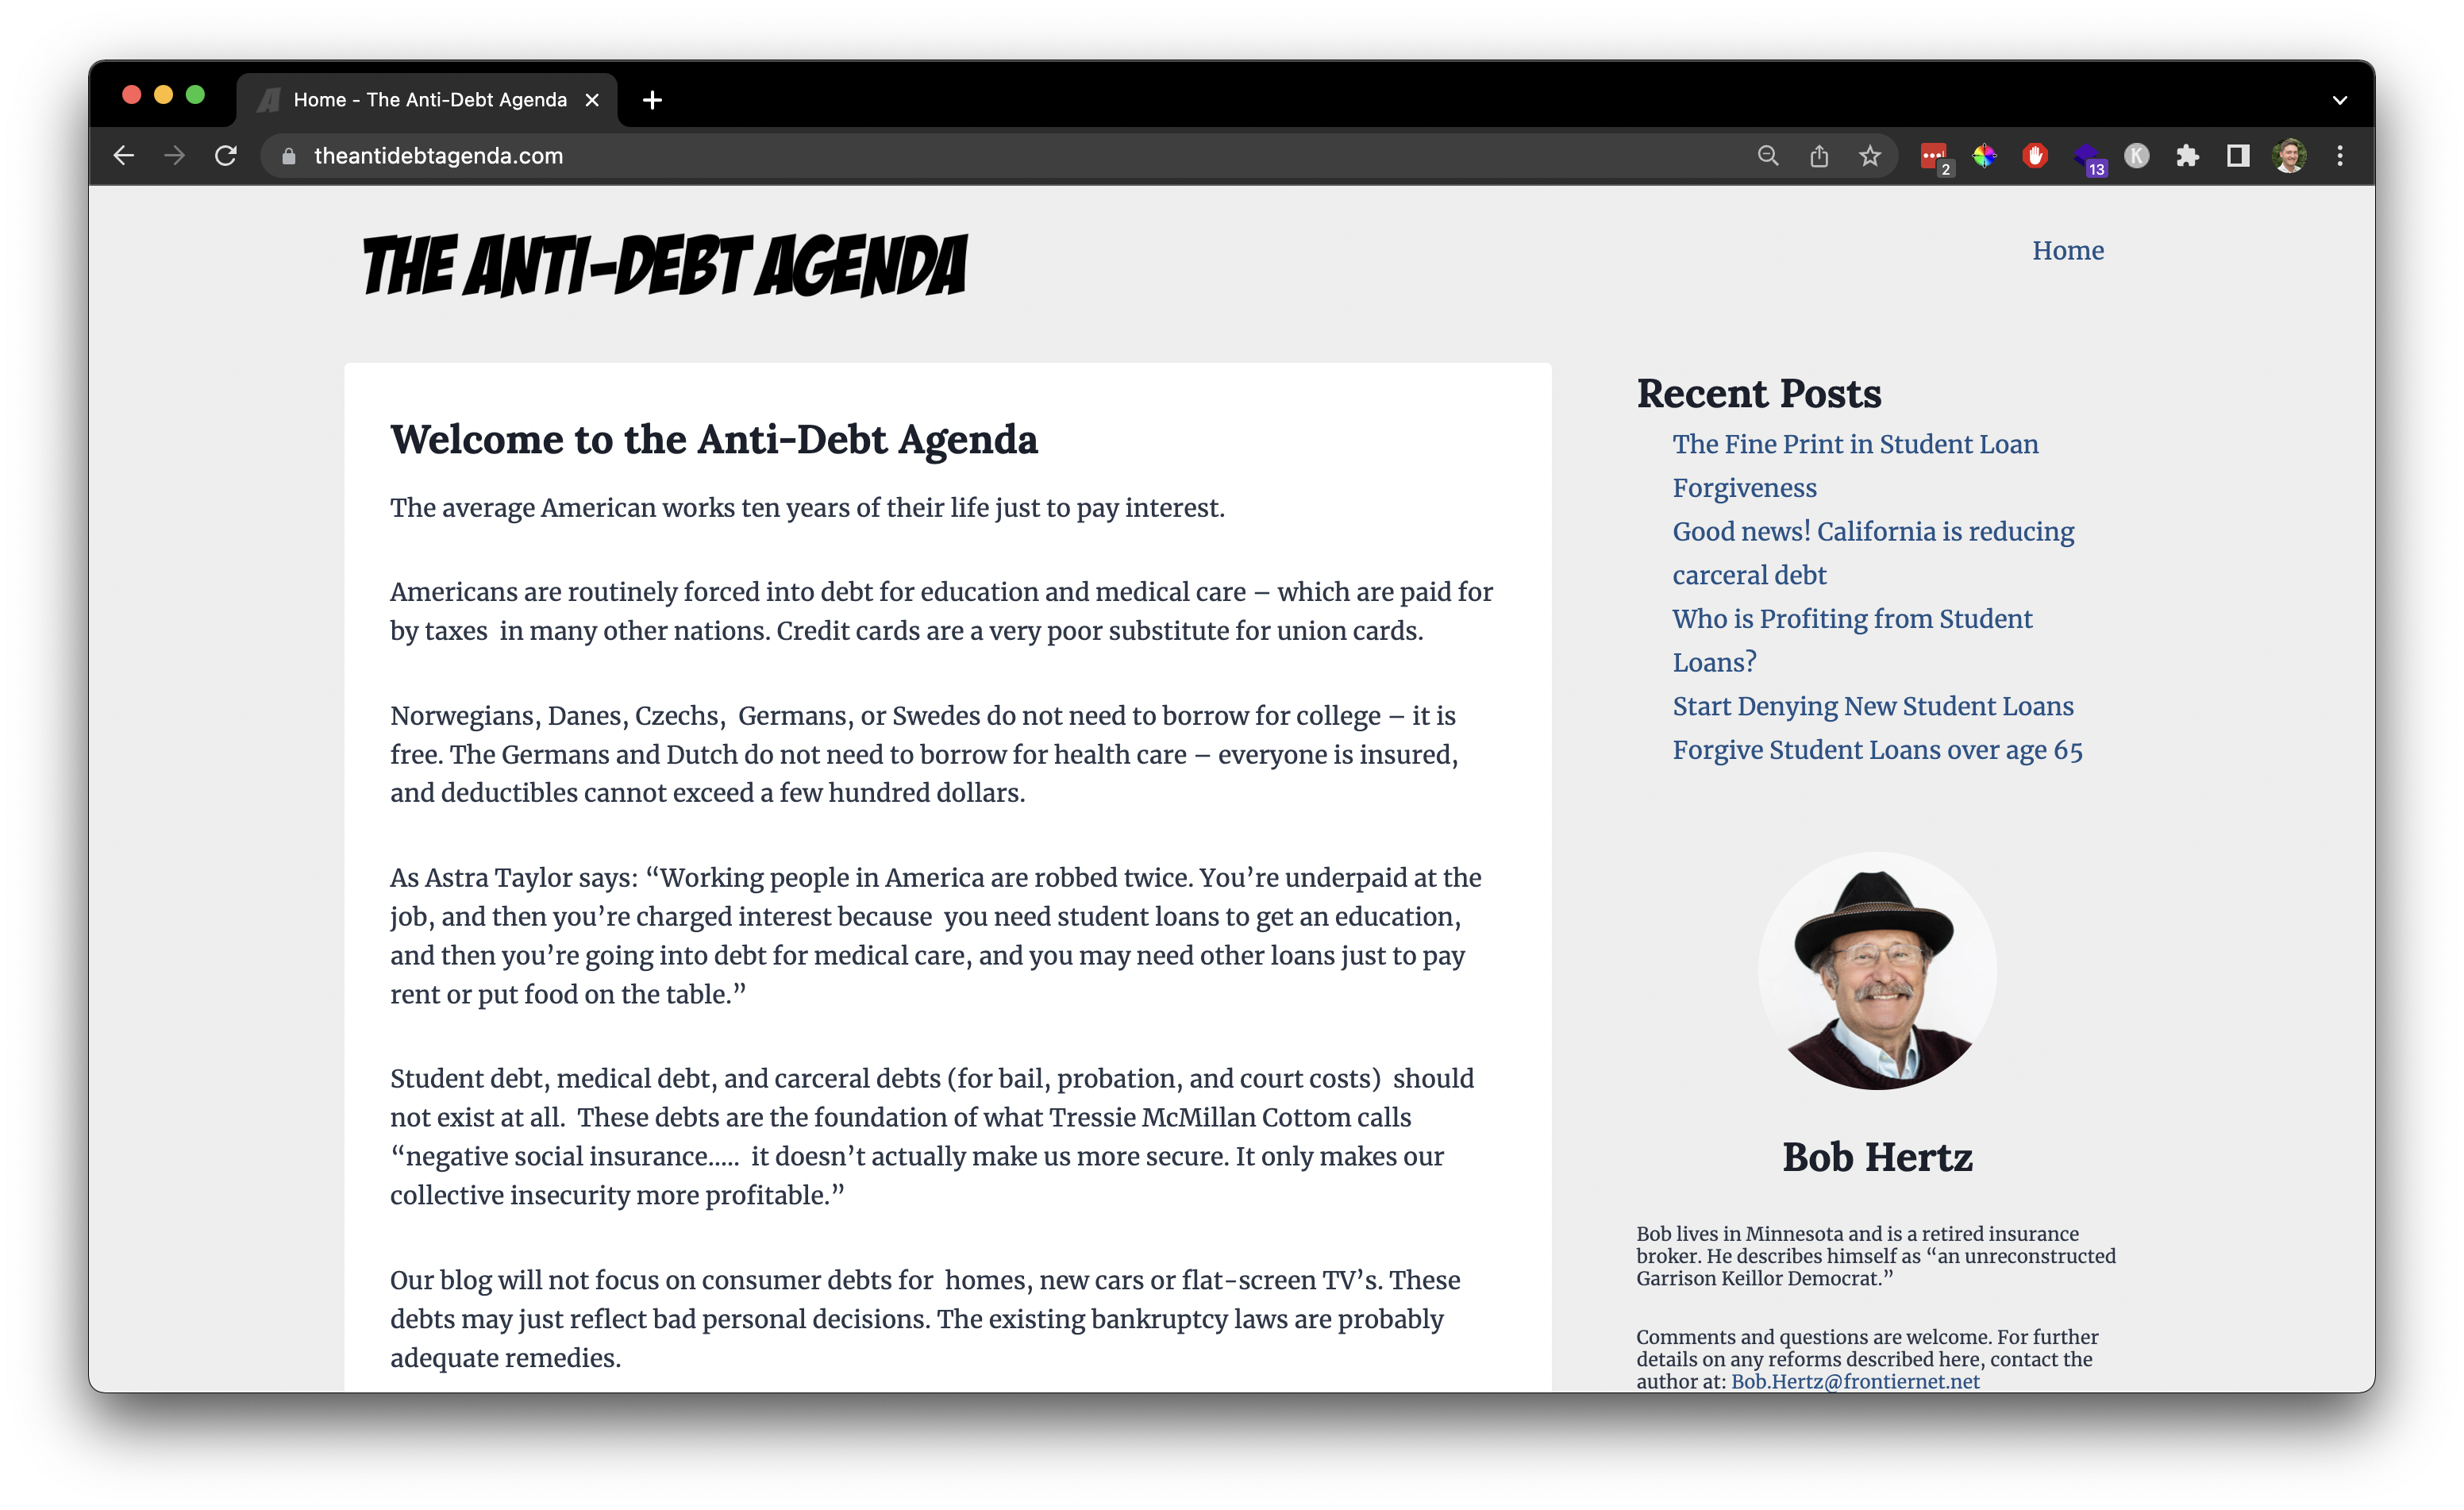 Home - The Anti-Debt Agenda
theantidebtagenda.com
2
13
K
THE ANTI-DEBT AGENDA
Home
Welcome to the Anti-Debt Agenda
The average American works ten years of their life just to pay interest.
Americans are routinely forced into debt for education and medical care – which are paid for
by taxes  in many other nations. Credit cards are a very poor substitute for union cards.
Norwegians, Danes, Czechs,  Germans, or Swedes do not need to borrow for college – it is
free. The Germans and Dutch do not need to borrow for health care – everyone is insured,
and deductibles cannot exceed a few hundred dollars.
As Astra Taylor says: “Working people in America are robbed twice. You’re underpaid at the
job, and then you’re charged interest because  you need student loans to get an education,
and then you’re going into debt for medical care, and you may need other loans just to pay
rent or put food on the table.”
Student debt, medical debt, and carceral debts (for bail, probation, and court costs)  should
not exist at all.  These debts are the foundation of what Tressie McMillan Cottom calls
“negative social insurance…..  it doesn’t actually make us more secure. It only makes our
collective insecurity more profitable.”
Our blog will not focus on consumer debts for  homes, new cars or flat-screen TV’s. These
debts may just reflect bad personal decisions. The existing bankruptcy laws are probably
adequate remedies.
Recent Posts
The Fine Print in Student Loan
Forgiveness
Good news! California is reducing
carceral debt
Who is Profiting from Student
Loans?
Start Denying New Student Loans
Forgive Student Loans over age 65
Bob Hertz
Bob lives in Minnesota and is a retired insurance
broker. He describes himself as “an unreconstructed
Garrison Keillor Democrat.”
Comments and questions are welcome. For further
details on any reforms described here, contact the
author at: Bob.Hertz@frontiernet.net